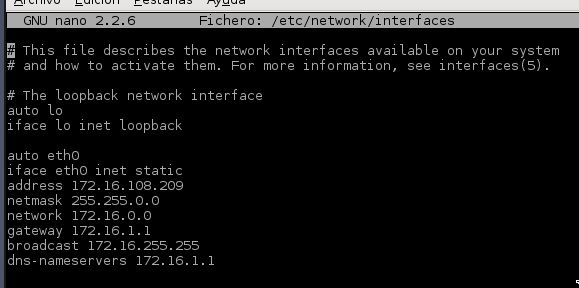 Archivo Edición Pestañas Ayuda
GNU nano 2.2.6 Fichero: /etc/network/interfaces
# This file describes the network interfaces available on your system
# and how to activate them. For more information, see interfaces(5).
# The loopback network interface
auto lo
iface lo inet loopback
auto eth0
iface eth0 inet static
address 172.16.108.209
netmask 255.255.0.0
network 172.16.0.0
gateway 172.16.1.1
broadcast 172.16.255.255
dns-nameservers 172.16.1.1